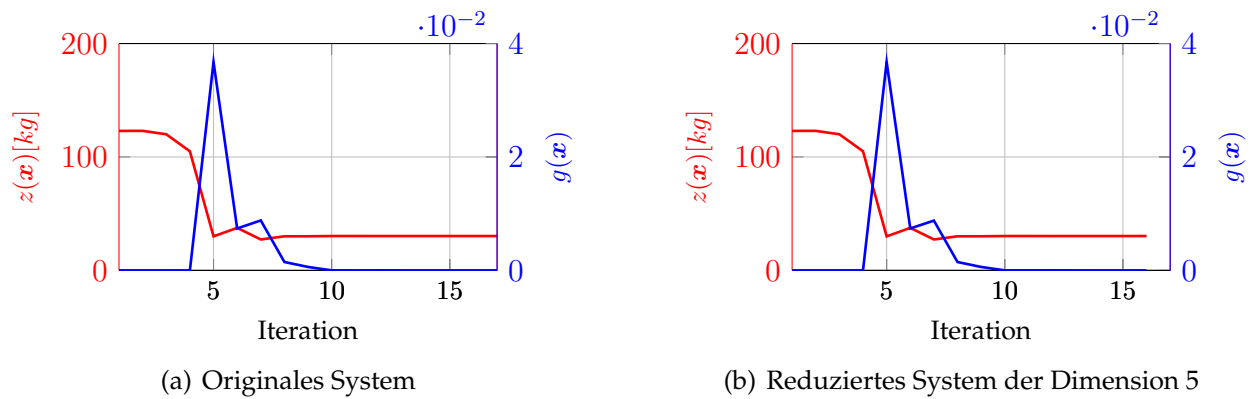 ·10⁻²
200
100
0
z(x)[kg]
4
2
0
g(x)
5
10
15
Iteration
(a) Originales System
·10⁻²
200
100
0
z(x)[kg]
4
2
0
g(x)
5
10
15
Iteration
(b) Reduziertes System der Dimension 5